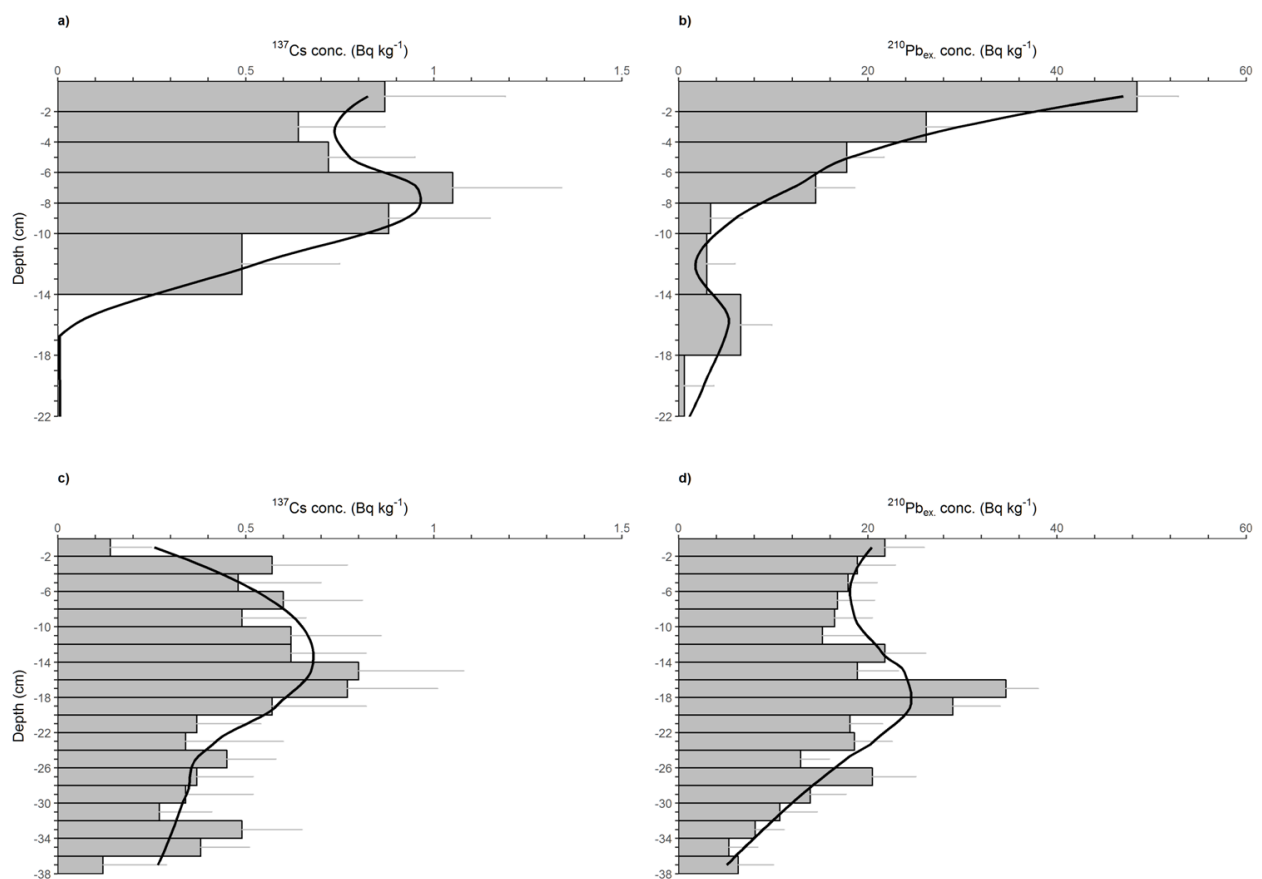 a)
137Cs conc. (Bq kg-1)
0 0.5 1 1.5
Depth (cm)
-2
-4
-6
-8
-10
-14
-18
-22
b)
210Pbex. conc. (Bq kg-1)
0 20 40 60
-2
-4
-6
-8
-10
-14
-18
-22
c)
137Cs conc. (Bq kg-1)
0 0.5 1 1.5
Depth (cm)
-2
-6
-10
-14
-18
-22
-26
-30
-34
-38
d)
210Pbex. conc. (Bq kg-1)
0 20 40 60
-2
-6
-10
-14
-18
-22
-26
-30
-34
-38